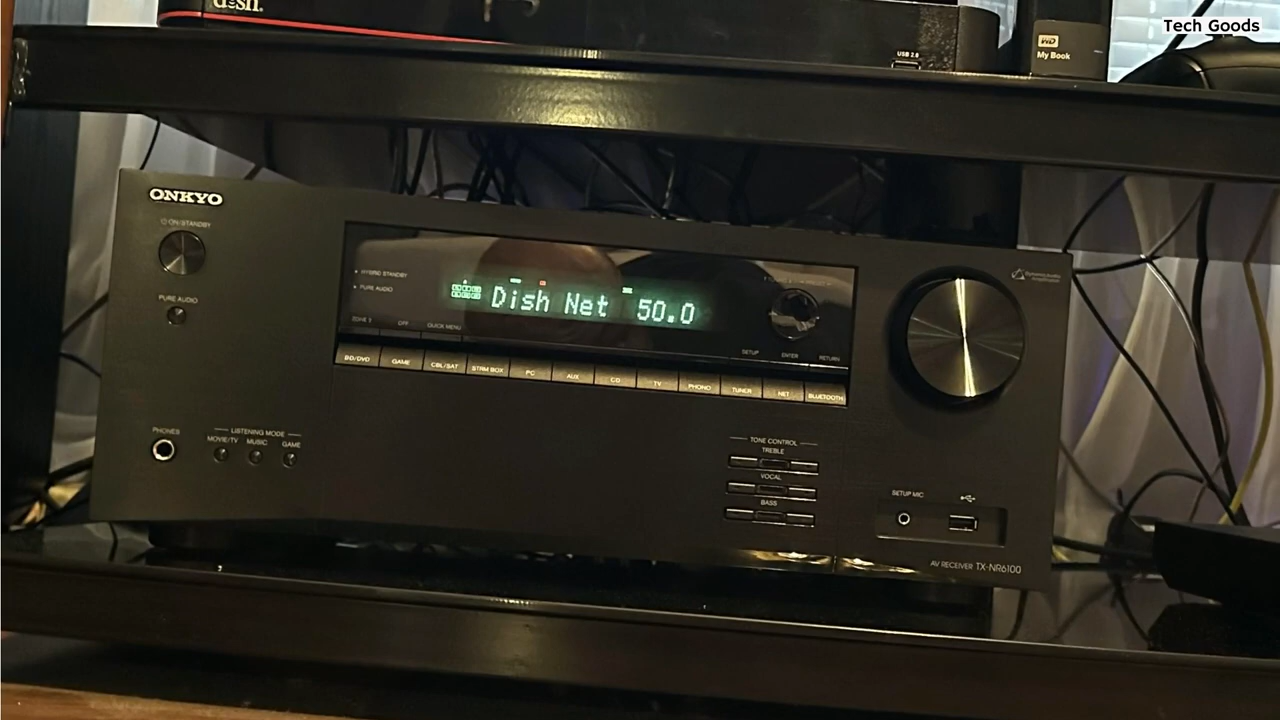 Tech Goods
dish.
USB 2.0
WD
My Book
ONKYO
ON/STANDBY
PURE AUDIO
HYBRID STANDBY
PURE AUDIO
Dish Net 50.0
ZONE 2
OFF
QUICK MENU
SETUP
ENTER
RETURN
BD/DVD
GAME
CBL/SAT
STRM BOX
PC
AUX
CD
TV
PHONO
TUNER
NET
BLUETOOTH
PHONES
LISTENING MODE
MOVIE/TV
MUSIC
GAME
TONE CONTROL
TREBLE
VOCAL
BASS
SETUP MIC
AV RECEIVER TX-NR6100